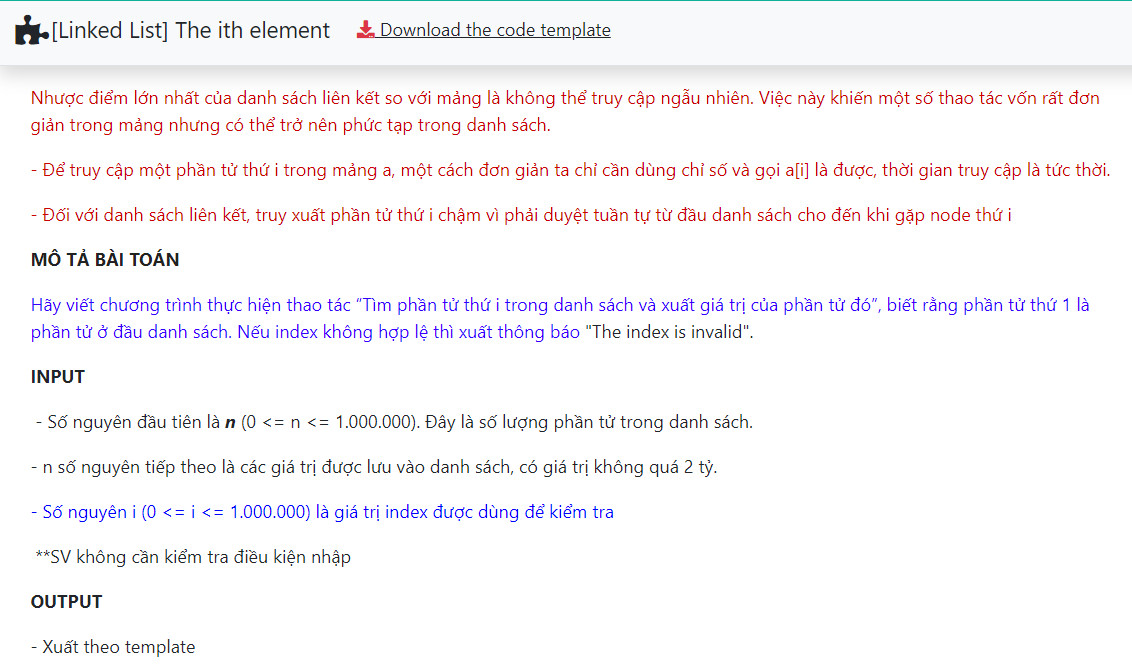 [Linked List] The ith element Download the code template
Nhược điểm lớn nhất của danh sách liên kết so với mảng là không thể truy cập ngẫu nhiên. Việc này khiến một số thao tác vốn rất đơn
giản trong mảng nhưng có thể trở nên phức tạp trong danh sách.
- Để truy cập một phần tử thứ i trong mảng a, một cách đơn giản ta chỉ cần dùng chỉ số và gọi a[i] là được, thời gian truy cập là tức thời.
- Đối với danh sách liên kết, truy xuất phần tử thứ i chậm vì phải duyệt tuần tự từ đầu danh sách cho đến khi gặp node thứ i
MÔ TẢ BÀI TOÁN
Hãy viết chương trình thực hiện thao tác “Tìm phần tử thứ i trong danh sách và xuất giá trị của phần tử đó”, biết rằng phần tử thứ 1 là
phần tử ở đầu danh sách. Nếu index không hợp lệ thì xuất thông báo "The index is invalid".
INPUT
- Số nguyên đầu tiên là n (0 <= n <= 1.000.000). Đây là số lượng phần tử trong danh sách.
- n số nguyên tiếp theo là các giá trị được lưu vào danh sách, có giá trị không quá 2 tỷ.
- Số nguyên i (0 <= i <= 1.000.000) là giá trị index được dùng để kiểm tra
**SV không cần kiểm tra điều kiện nhập
OUTPUT
- Xuất theo template